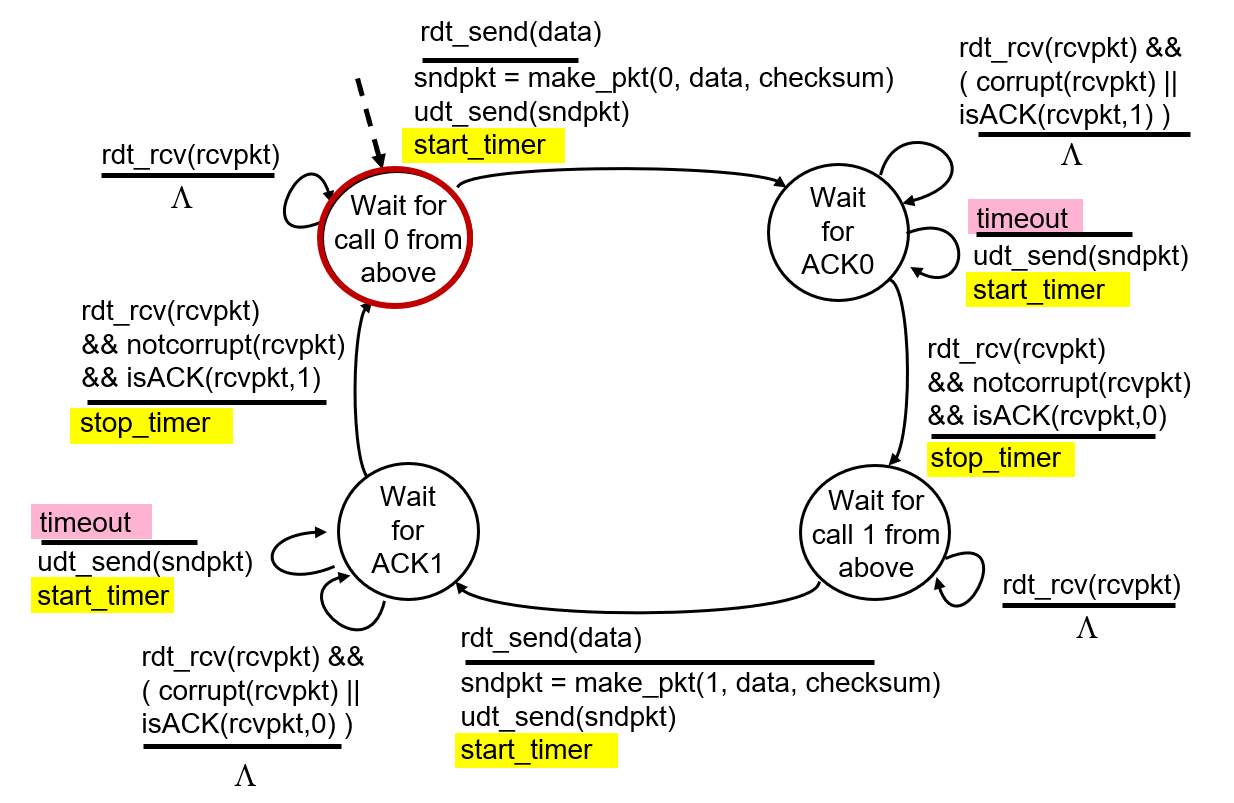 rdt_send(data)
sndpkt = make_pkt(0, data, checksum)
udt_send(sndpkt)
start_timer
rdt_rcv(rcvpkt) &&
( corrupt(rcvpkt) ||
isACK(rcvpkt,1) )
Λ
rdt_rcv(rcvpkt)
Λ
Wait for
call 0 from
above
Wait
for
ACK0
timeout
udt_send(sndpkt)
start_timer
rdt_rcv(rcvpkt)
&& notcorrupt(rcvpkt)
&& isACK(rcvpkt,1)
stop_timer
rdt_rcv(rcvpkt)
&& notcorrupt(rcvpkt)
&& isACK(rcvpkt,0)
stop_timer
Wait
for
ACK1
Wait for
call 1 from
above
timeout
udt_send(sndpkt)
start_timer
rdt_rcv(rcvpkt)
Λ
rdt_rcv(rcvpkt) &&
( corrupt(rcvpkt) ||
isACK(rcvpkt,0) )
Λ
rdt_send(data)
sndpkt = make_pkt(1, data, checksum)
udt_send(sndpkt)
start_timer